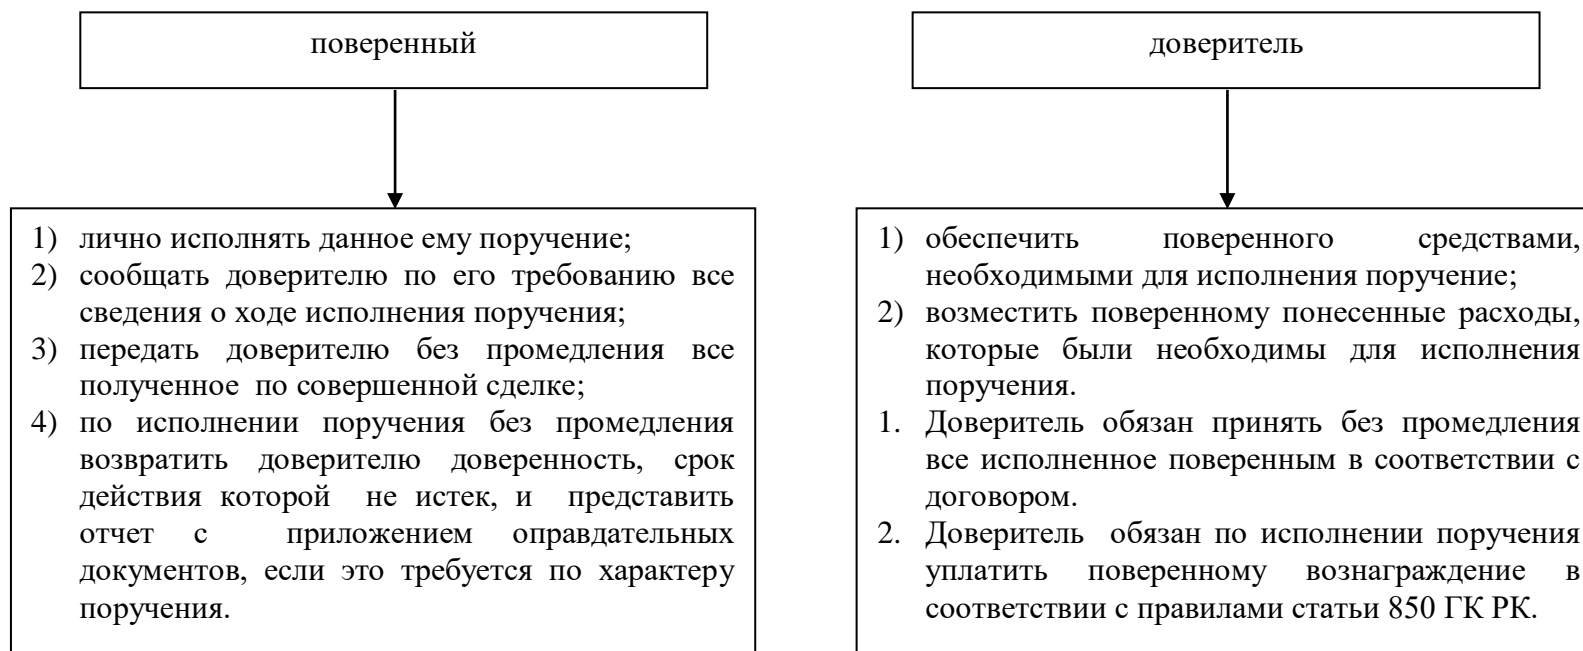 поверенный
доверитель
1) лично исполнять данное ему поручение;
2) сообщать доверителю по его требованию все
сведения о ходе исполнения поручения;
3) передать доверителю без промедления все
полученное по совершенной сделке;
4) по исполнении поручения без промедления
возвратить доверителю доверенность, срок
действия которой не истек, и представить
отчет с приложением оправдательных
документов, если это требуется по характеру
поручения.
1) обеспечить поверенного средствами,
необходимыми для исполнения поручение;
2) возместить поверенному понесенные расходы,
которые были необходимы для исполнения
поручения.
1. Доверитель обязан принять без промедления
все исполненное поверенным в соответствии с
договором.
2. Доверитель обязан по исполнении поручения
уплатить поверенному вознаграждение в
соответствии с правилами статьи 850 ГК РК.